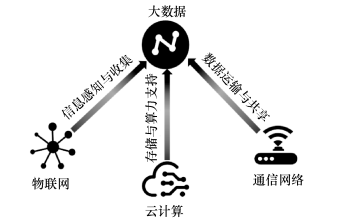 大数据
信息感知与收集
存储与算力支持
数据运输与共享
物联网
云计算
通信网络